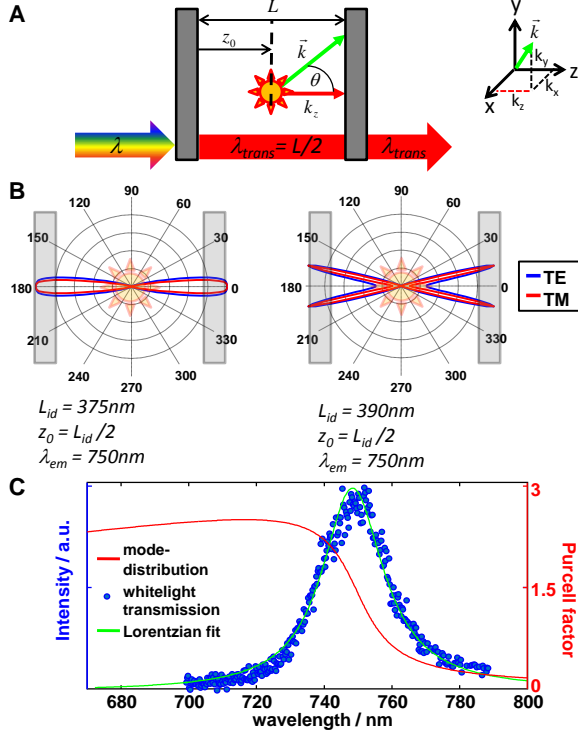 A
L
z0
k⃗
θ
kz
λ
λtrans = L/2
λtrans
y
k⃗
ky
z
kx
x
kz
B
90
120
60
150
30
180
0
210
330
240
300
270
90
120
60
150
30
180
0
210
330
240
300
270
TE
TM
Lid = 375nm
z0 = Lid /2
λem = 750nm
Lid = 390nm
z0 = Lid /2
λem = 750nm
C
Intensity / a.u.
mode-
distribution
whitelight
transmission
Lorentzian fit
3
1.5
0
Purcell factor
680 700 720 740 760 780 800
wavelength / nm